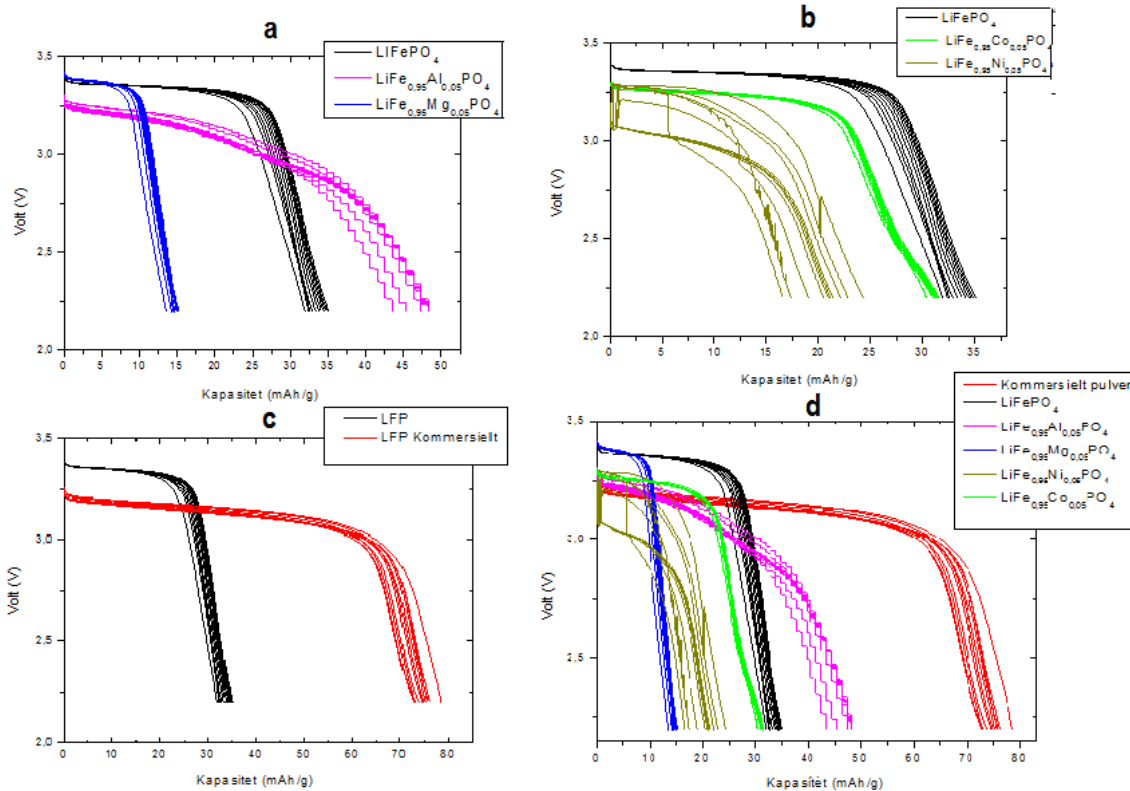 a
LIFePO4
LiFe0,95Al0,05PO4
LiFe0,95Mg0,05PO4
3,5
3,0
2,5
2,0
Volt (V)
0 5 10 15 20 25 30 35 40 45 50
Kapasitet (mAh/g)
b
LiFePO4
LiFe0,95Co0,05PO4
LiFe0,95Ni0,05PO4
3,5
3,0
2,5
2,0
Volt (V)
0 5 10 15 20 25 30 35
Kapasitet (mAh/g)
c
LFP
LFP Kommersielt
3,5
3,0
2,5
2,0
Volt (V)
0 10 20 30 40 50 60 70 80
Kapasitet (mAh/g)
d
Kommersielt pulver
LiFePO4
LiFe0,95Al0,05PO4
LiFe0,95Mg0,05PO4
LiFe0,95Ni0,05PO4
LiFe0,95Co0,05PO4
3,5
3,0
2,5
Volt (V)
0 10 20 30 40 50 60 70 80
Kapasitet (mAh/g)